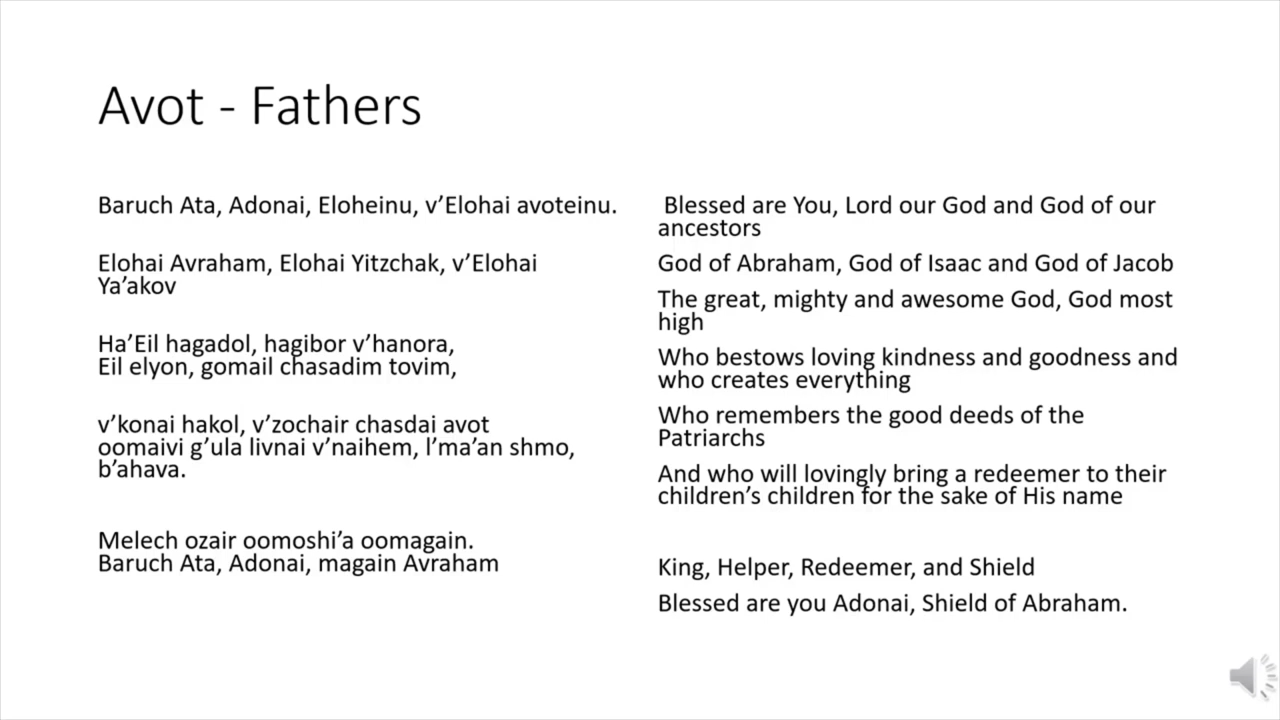 Avot - Fathers
Baruch Ata, Adonai, Eloheinu, v’Elohai avoteinu.
Elohai Avraham, Elohai Yitzchak, v’Elohai
Ya’akov
Ha’Eil hagadol, hagibor v’hanora,
Eil elyon, gomail chasadim tovim,
v’konai hakol, v’zochair chasdai avot
oomaivi g’ula livnai v’naihem, l’ma’an shmo,
b’ahava.
Melech ozair oomoshi’a oomagain.
Baruch Ata, Adonai, magain Avraham
Blessed are You, Lord our God and God of our
ancestors
God of Abraham, God of Isaac and God of Jacob
The great, mighty and awesome God, God most
high
Who bestows loving kindness and goodness and
who creates everything
Who remembers the good deeds of the
Patriarchs
And who will lovingly bring a redeemer to their
children’s children for the sake of His name
King, Helper, Redeemer, and Shield
Blessed are you Adonai, Shield of Abraham.